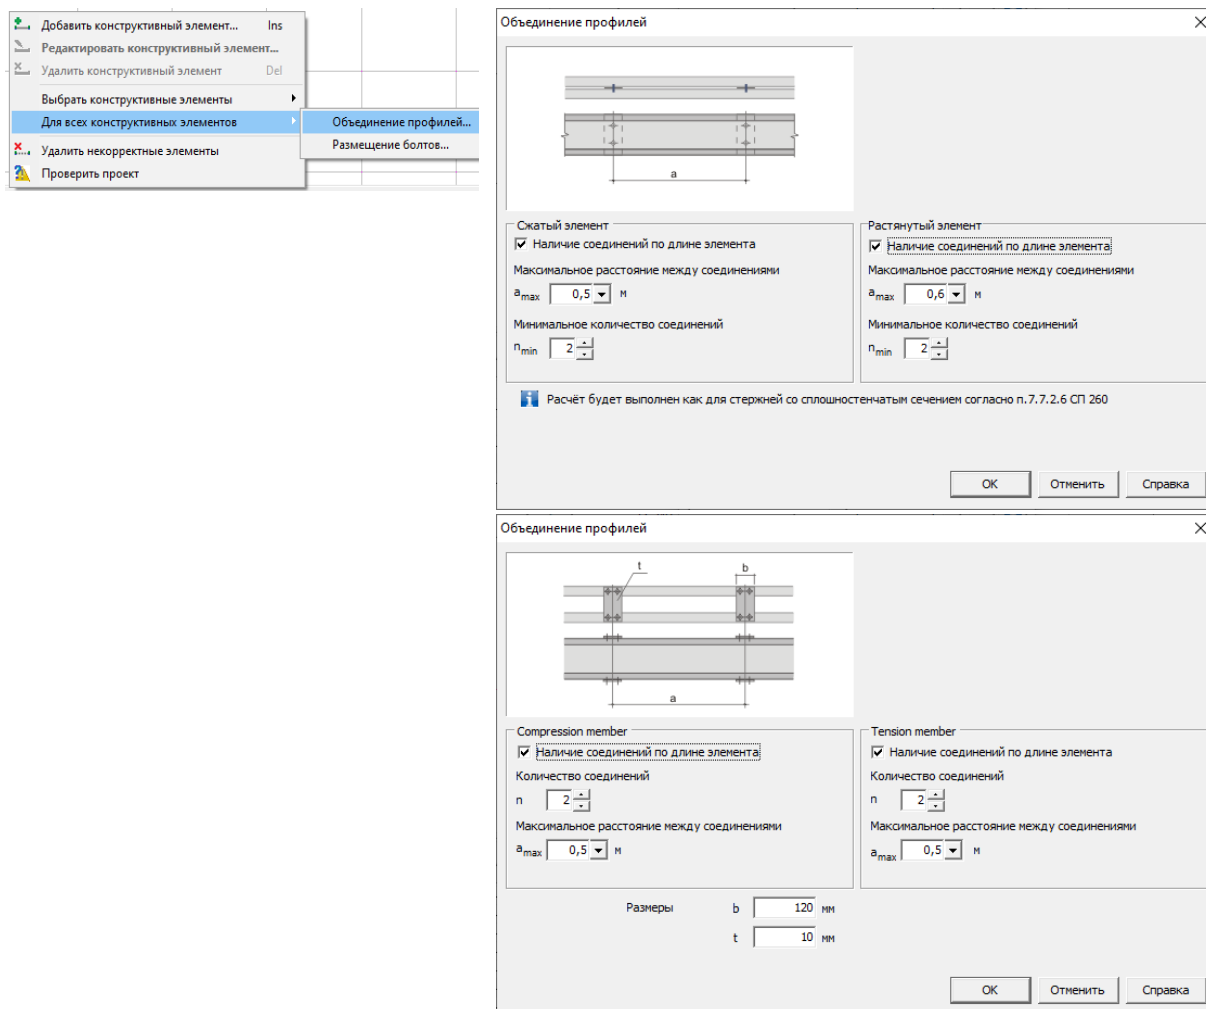 Добавить конструктивный элемент... Ins
Редактировать конструктивный элемент...
Удалить конструктивный элемент Del
Выбрать конструктивные элементы
Для всех конструктивных элементов
Объединение профилей...
Размещение болтов...
Удалить некорректные элементы
Проверить проект
Объединение профилей
a
Сжатый элемент
Наличие соединений по длине элемента
Максимальное расстояние между соединениями
amax 0,5 м
Минимальное количество соединений
nmin 2
Растянутый элемент
Наличие соединений по длине элемента
Максимальное расстояние между соединениями
amax 0,6 м
Минимальное количество соединений
nmin 2
Расчёт будет выполнен как для стержней со сплошностенчатым сечением согласно п.7.7.2.6 СП 260
ОК Отменить Справка
Объединение профилей
t b
a
Compression member
Наличие соединений по длине элемента
Количество соединений
n 2
Максимальное расстояние между соединениями
amax 0,5 м
Tension member
Наличие соединений по длине элемента
Количество соединений
n 2
Максимальное расстояние между соединениями
amax 0,5 м
Размеры b 120 мм
t 10 мм
ОК Отменить Справка